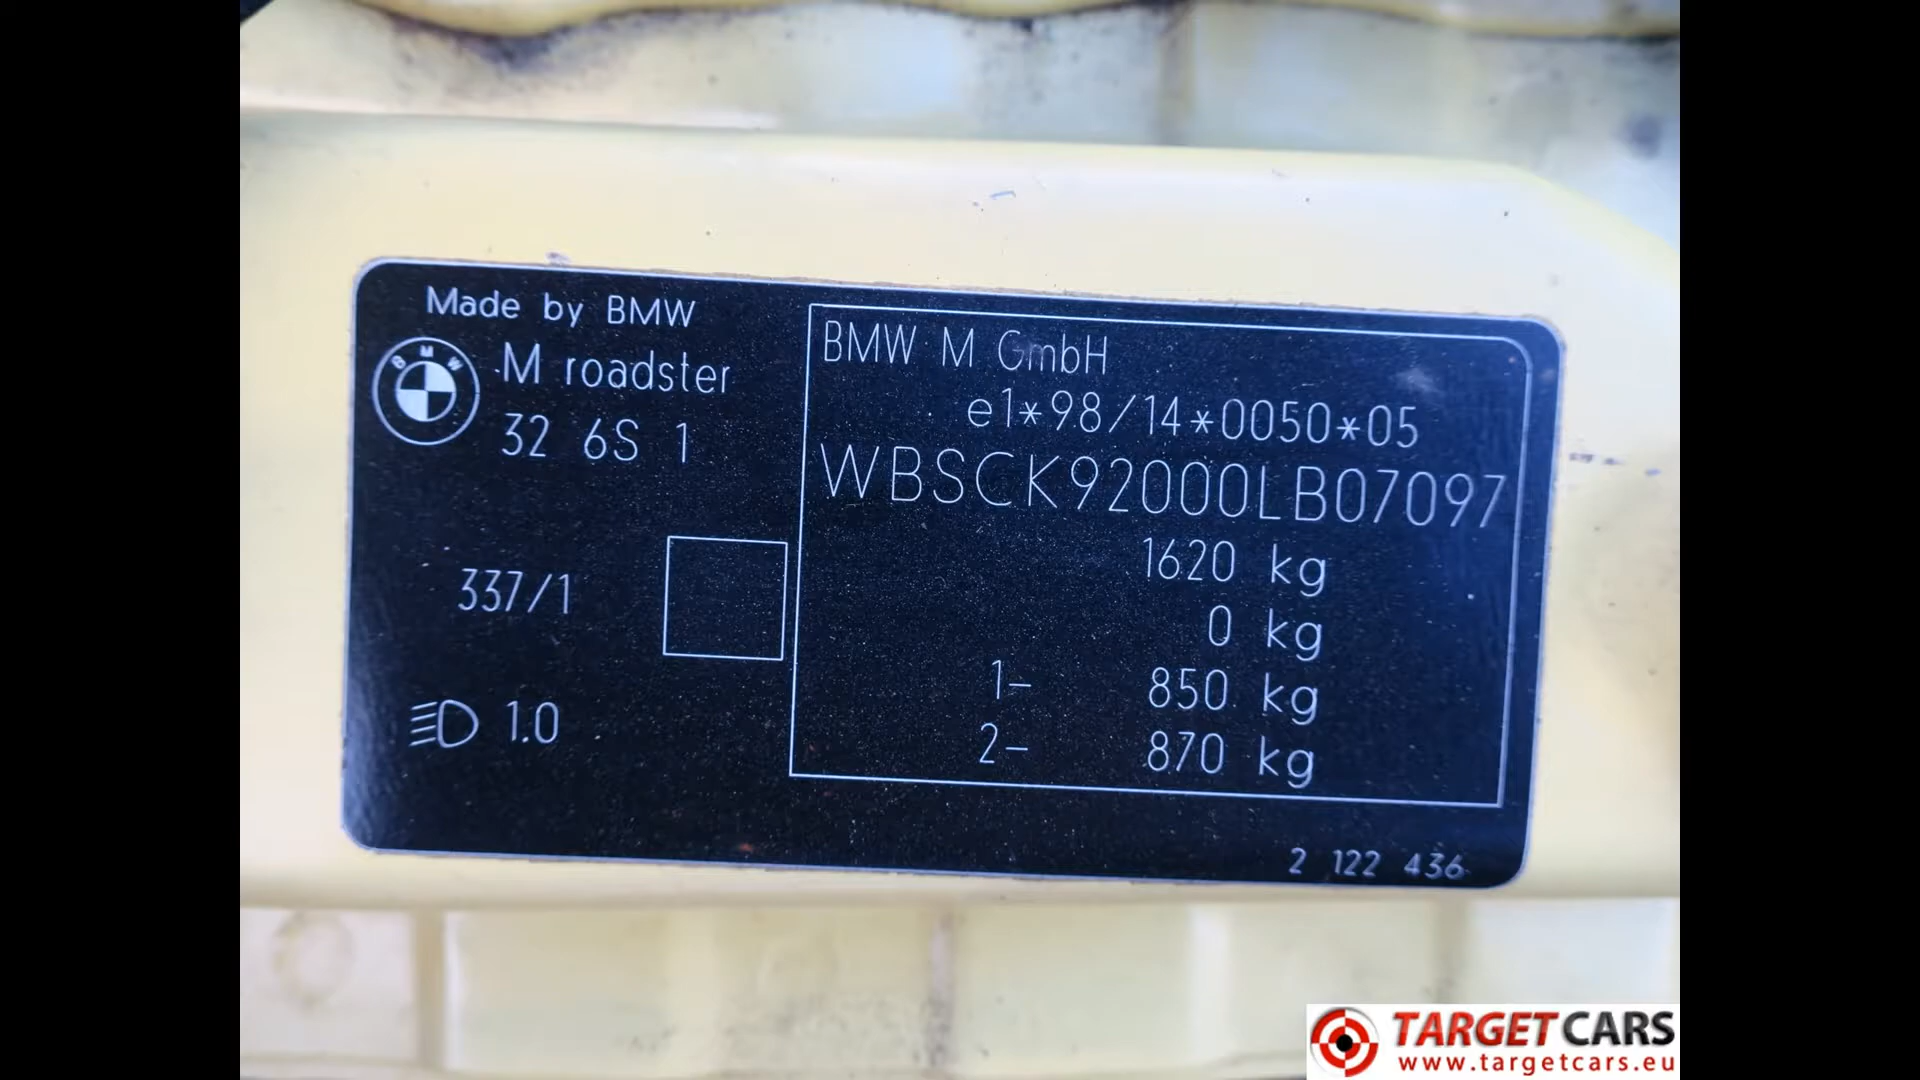 Made by BMW
BMW
M roadster
32 6S 1
337/1
1.0
BMW M GmbH
e1*98/14*0050*05
WBSCK92000LB07097
1620 kg
0 kg
1- 850 kg
2- 870 kg
2 122 436
TARGETCARS
www.targetcars.eu